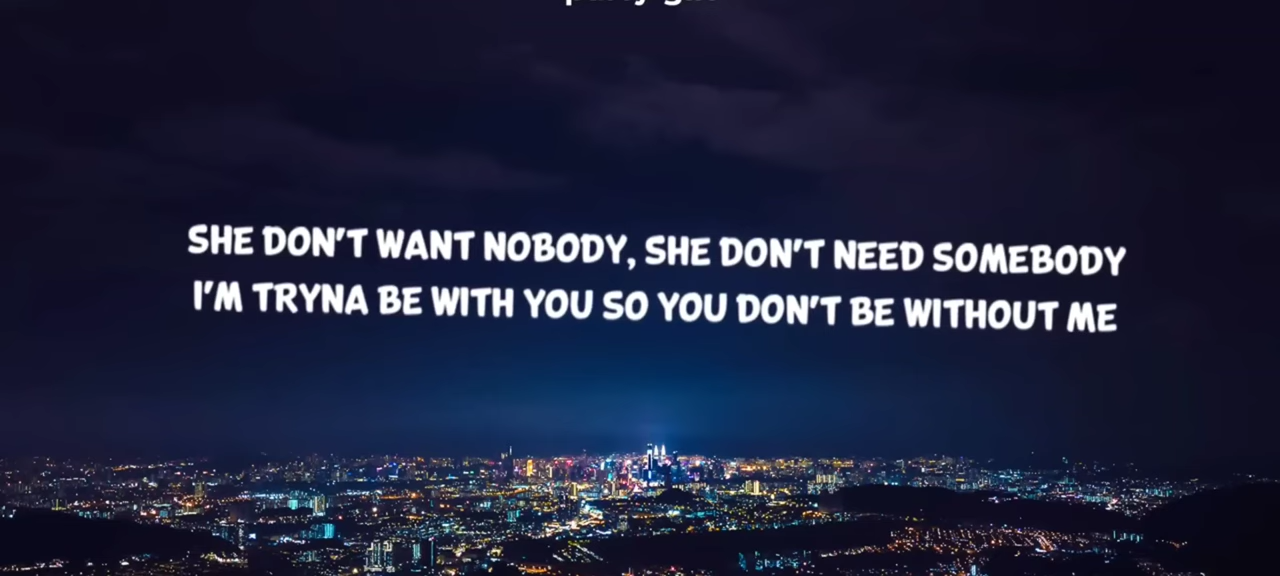 SHE DON'T WANT NOBODY, SHE DON'T NEED SOMEBODY
I'M TRYNA BE WITH YOU SO YOU DON'T BE WITHOUT ME